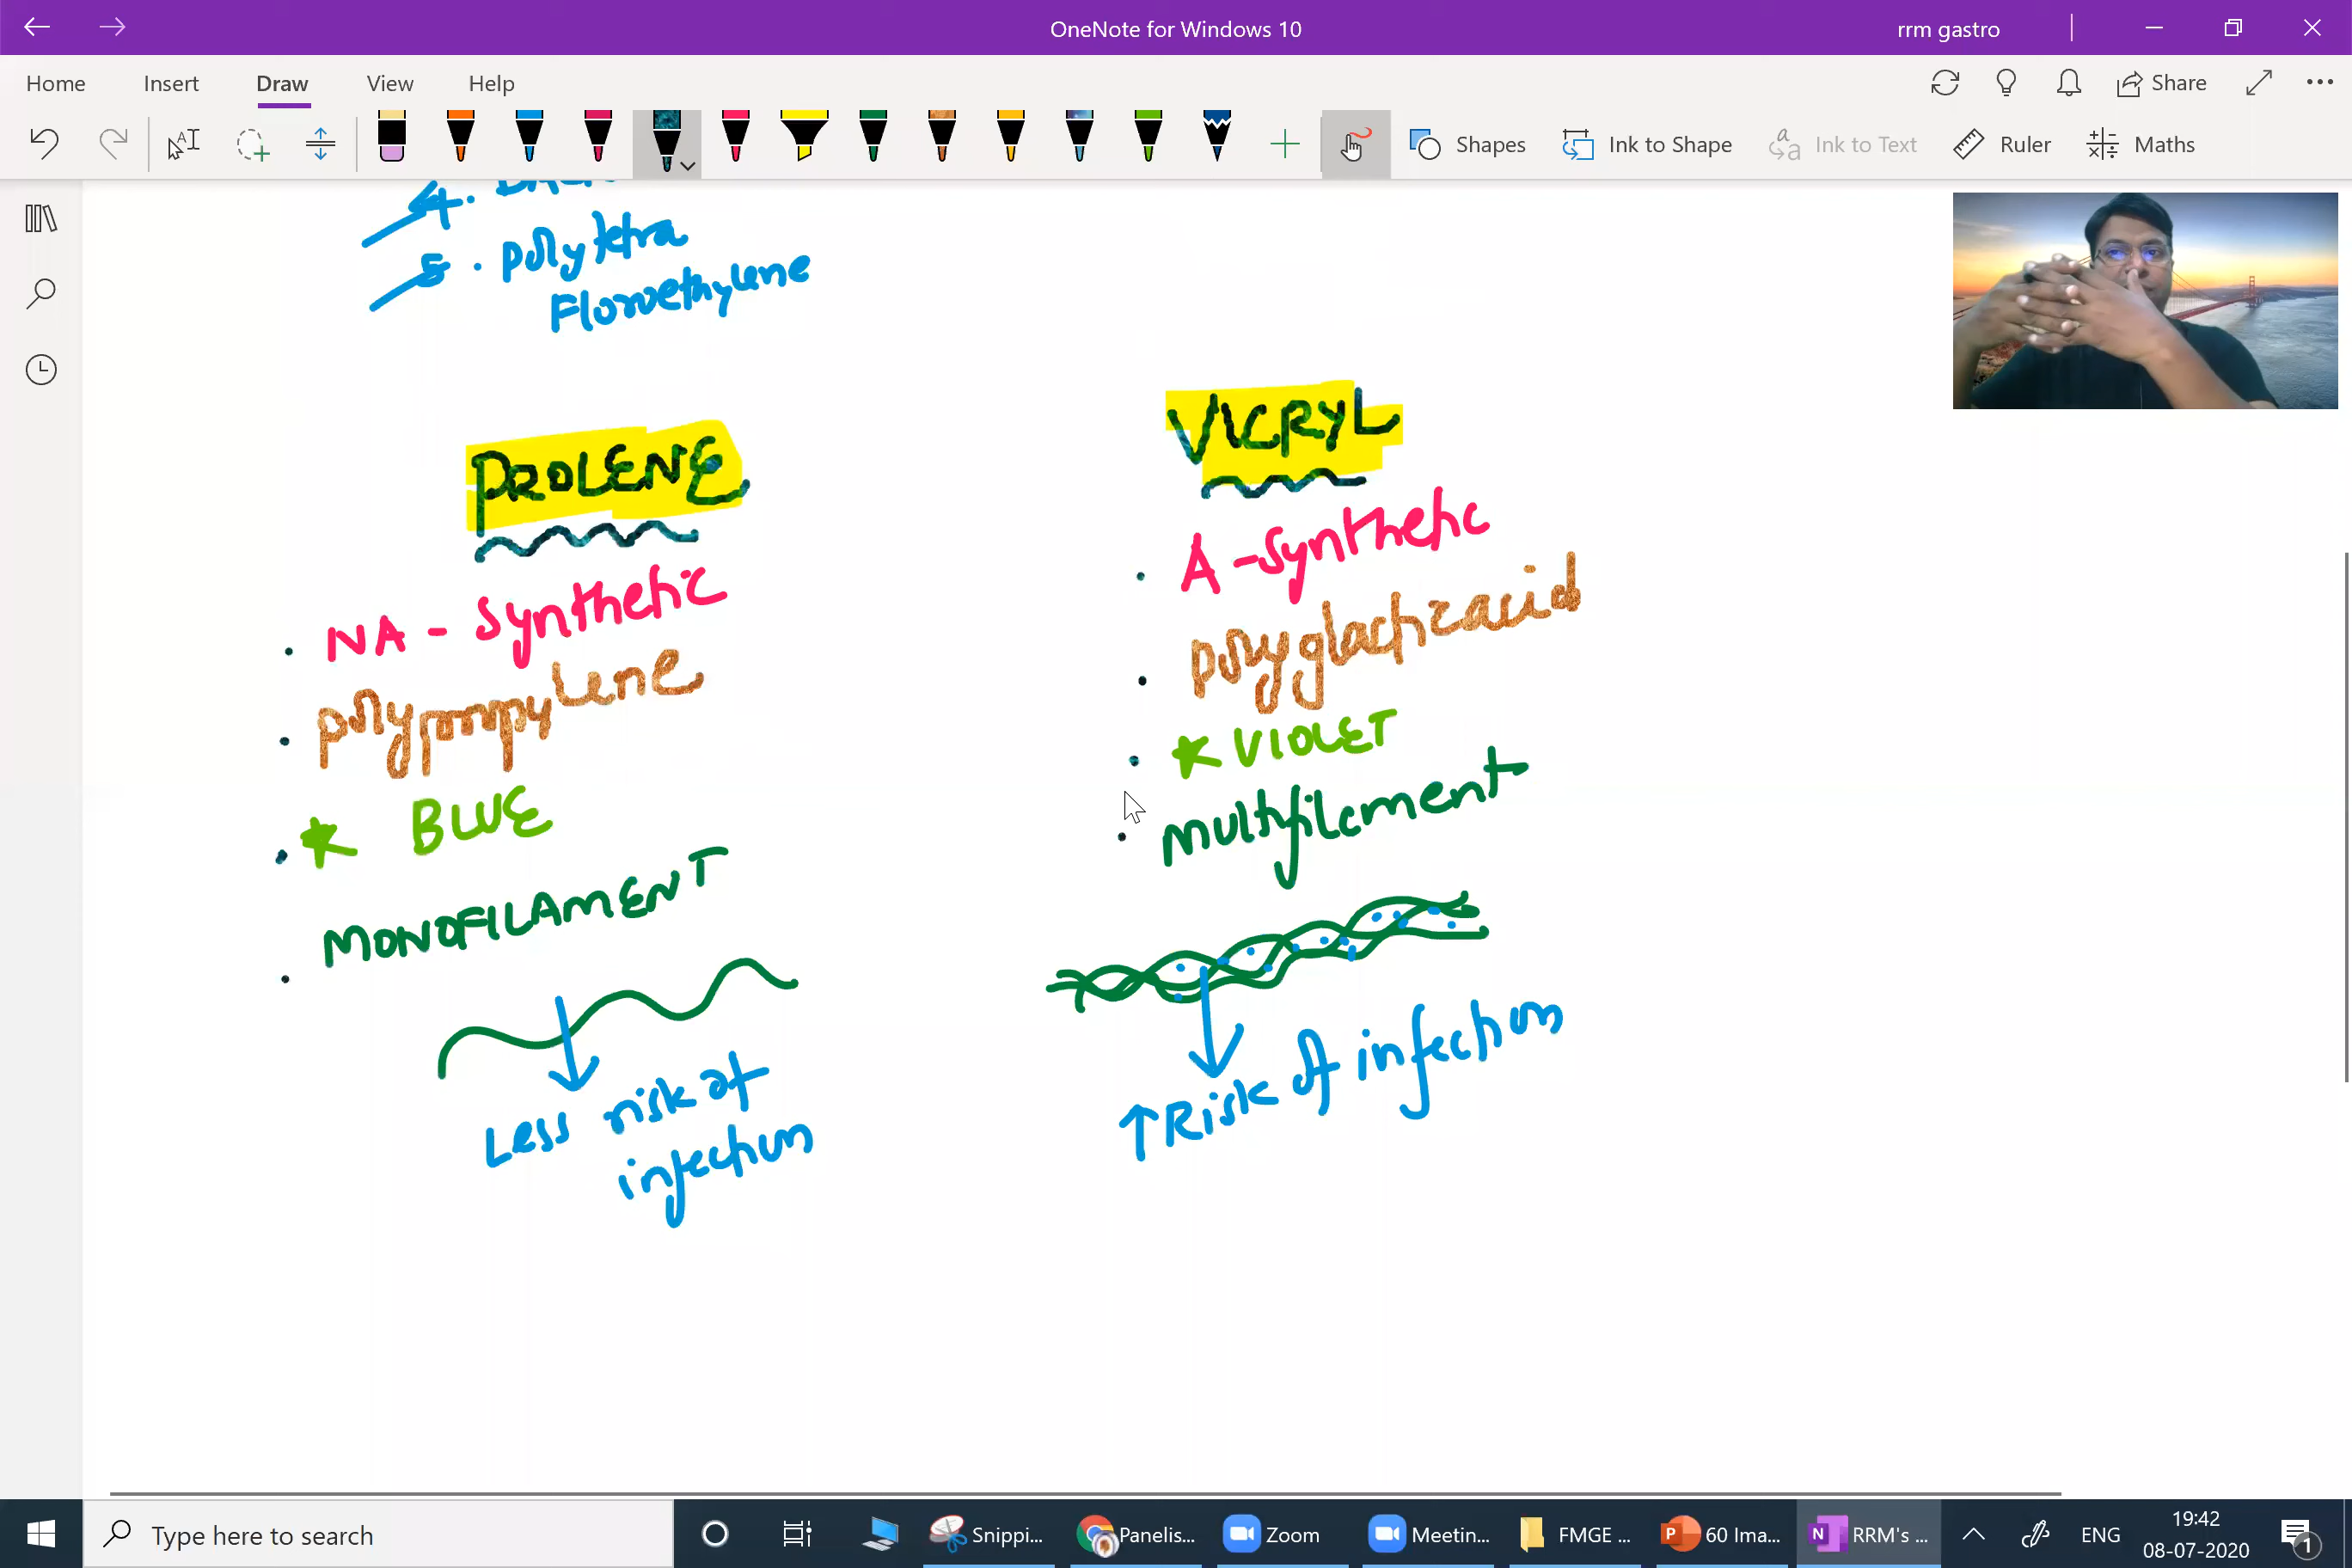 OneNote for Windows 10
rrm gastro
Home Insert Draw View Help
Share
Shapes Ink to Shape Ink to Text Ruler Maths
4.
5. polytetra
Floroethylene
PROLENE
NA - Synthetic
polypropylene
BLUE
MONOFILAMENT
Less risk of
infection
VICRYL
A - Synthetic
polyglactic acid
VIOLET
Multifilament
↑ Risk of infection
Type here to search
Snippi...
Panelis...
Zoom
Meetin...
FMGE ...
60 Ima...
RRM's ...
ENG
19:42
08-07-2020
1